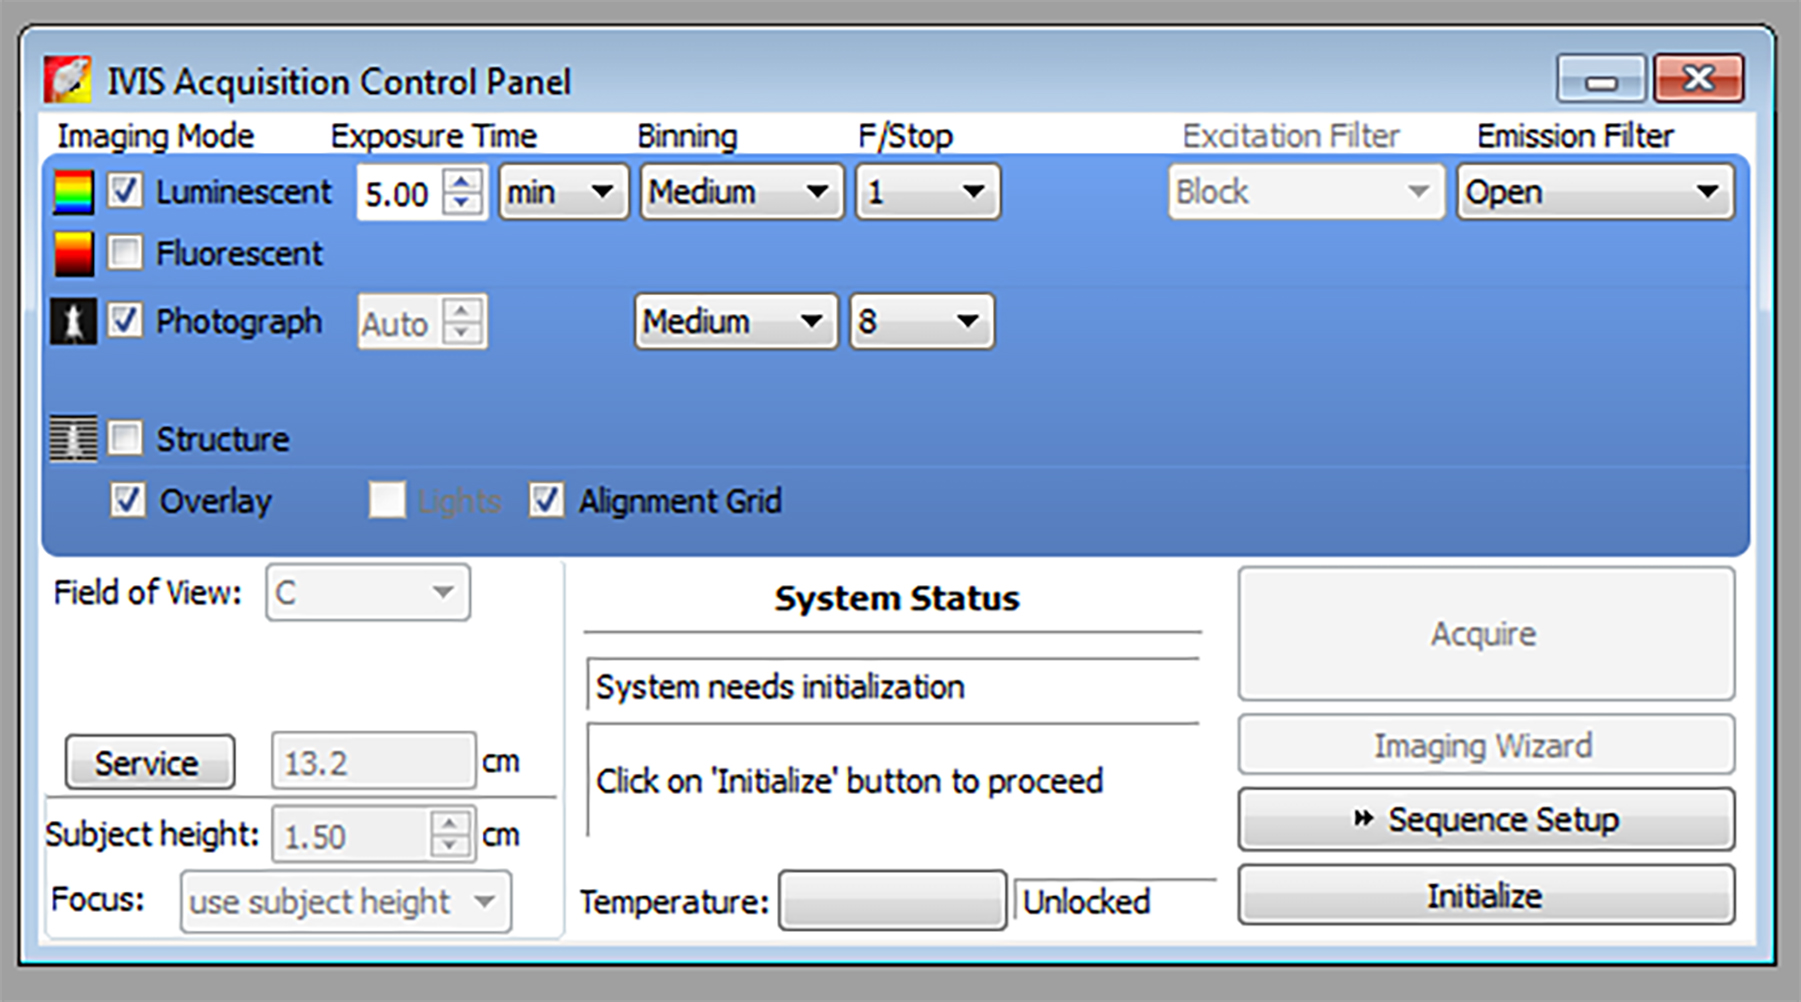 IVIS Acquisition Control Panel
Imaging Mode Exposure Time Binning F/Stop Excitation Filter Emission Filter
Luminescent 5.00 min Medium 1 Block Open
Fluorescent
Photograph Auto Medium 8
Structure
Overlay Lights Alignment Grid
Field of View: C
System Status
Acquire
System needs initialization
Imaging Wizard
Service 13.2 cm
Click on 'Initialize' button to proceed
Sequence Setup
Subject height: 1.50 cm
Focus: use subject height
Temperature: Unlocked
Initialize